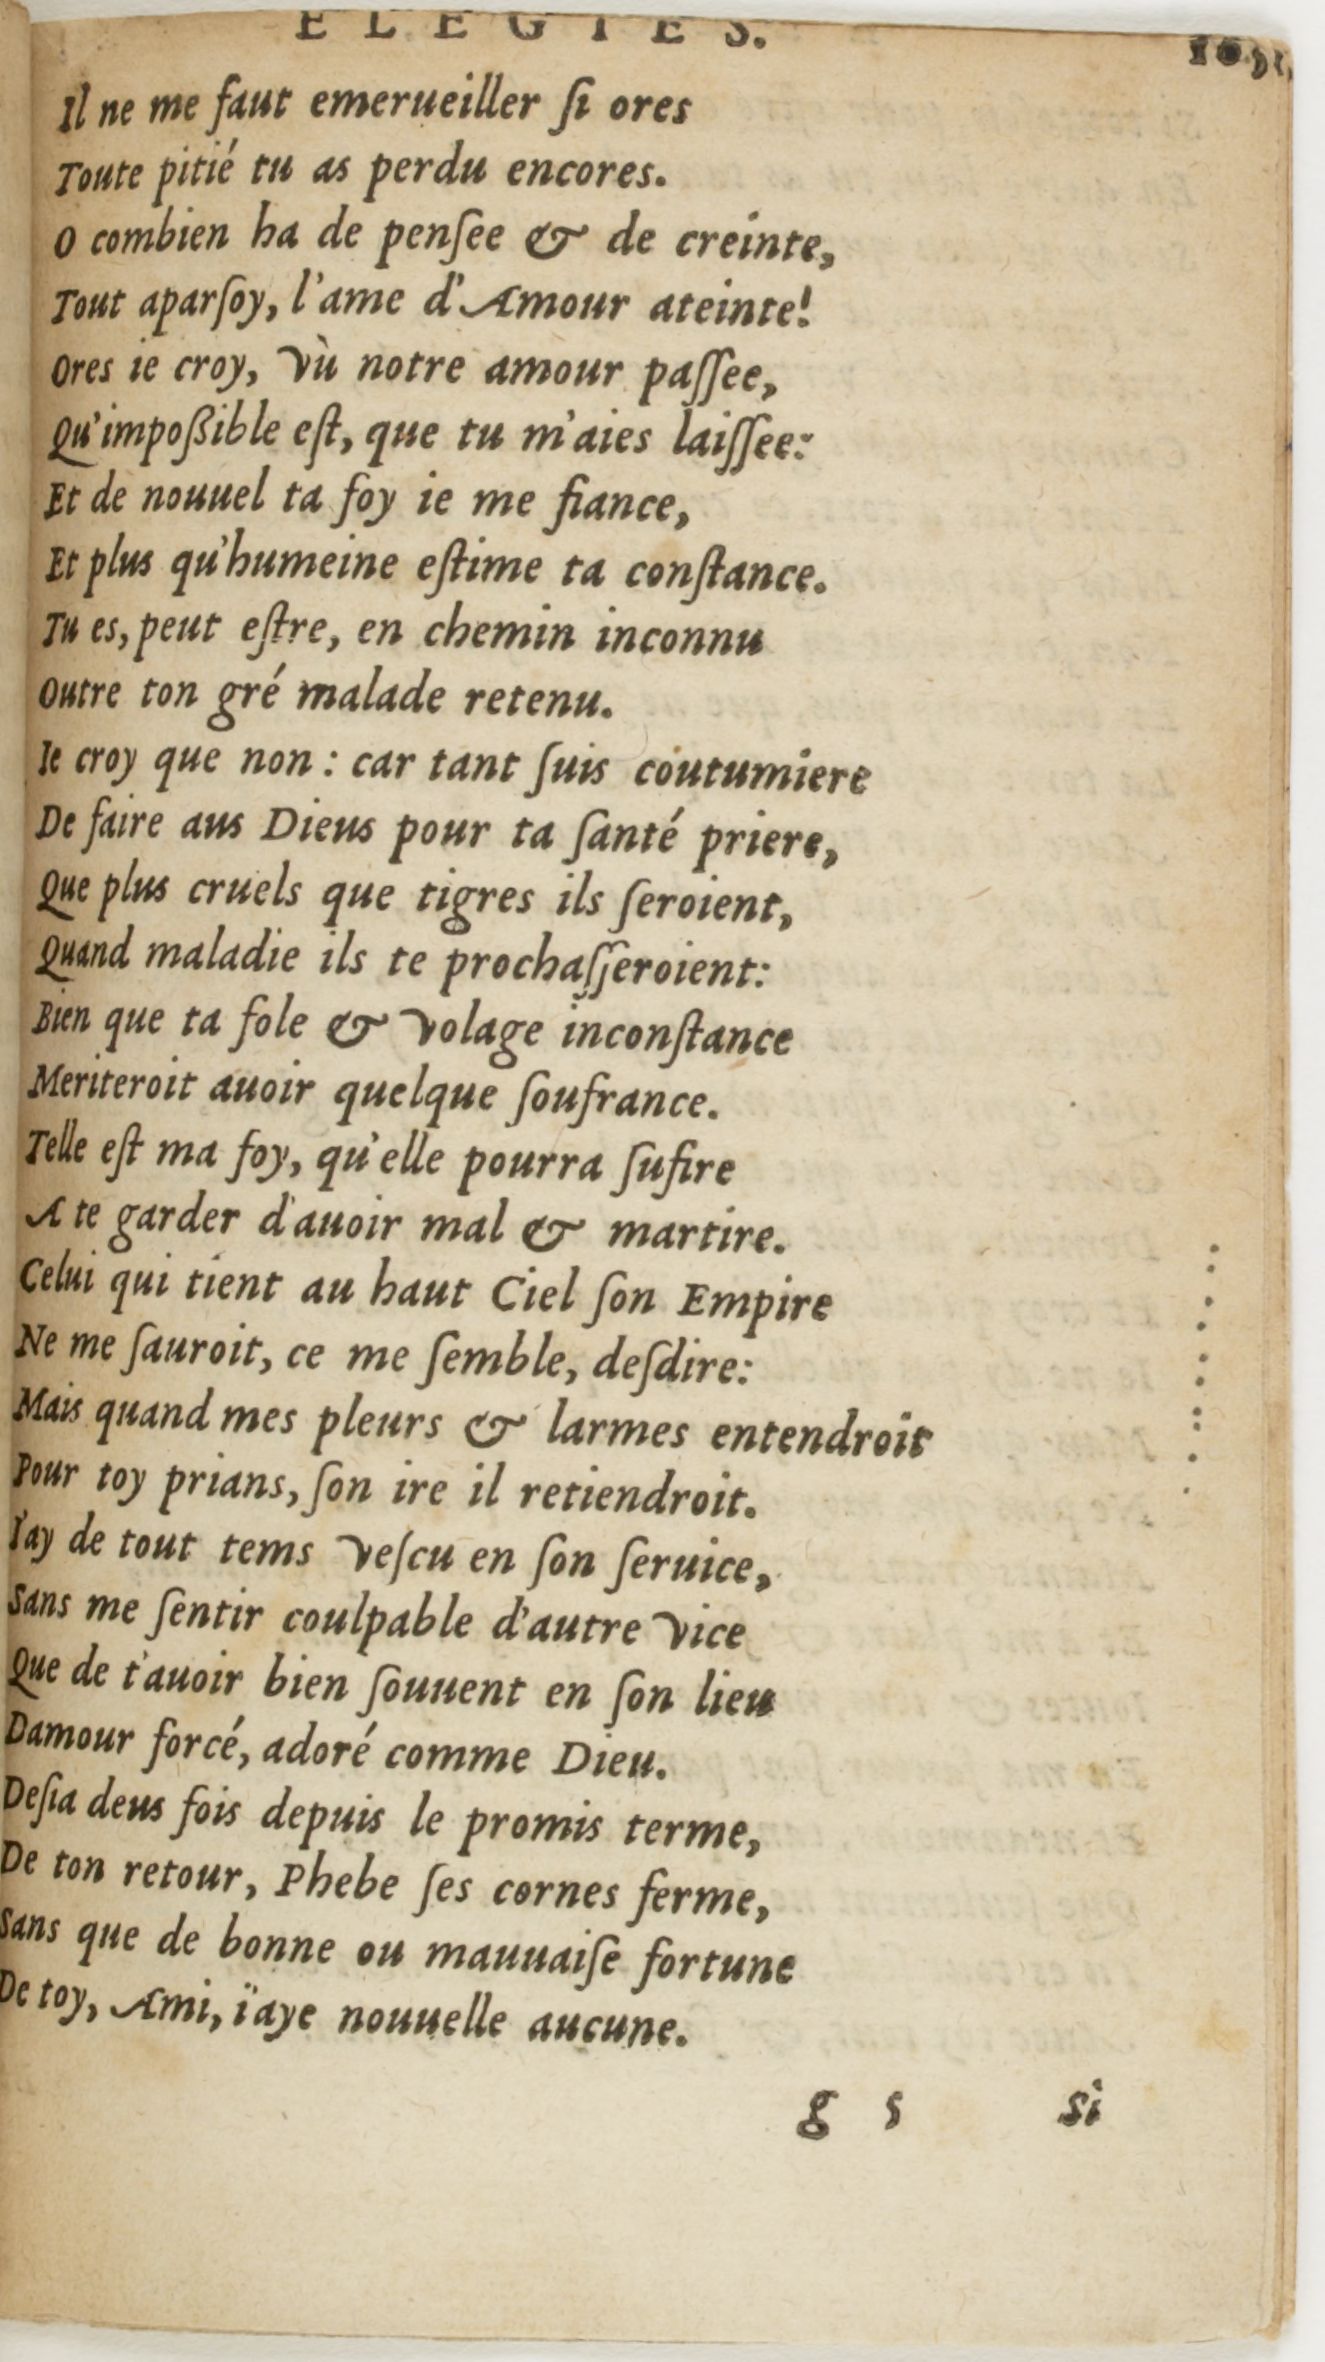 ELEGIES.
Il ne me faut emerueiller ſi ores
Toute pitié tu as perdu encores.
O combien ha de penſee & de creinte,
Tout aparſoy, l'ame d'Amour ateinte!
Ores ie croy, vù notre amour paſſee,
Qu'impoßible eſt, que tu m'aies laiſſee:
Et de nouuel ta foy ie me fiance,
Et plus qu'humeine eſtime ta conſtance.
Tu es, peut eſtre, en chemin inconnu
Outre ton gré malade retenu.
Ie croy que non : car tant ſuis coutumiere
De faire aus Dieus pour ta ſanté priere,
Que plus cruels que tigres ils ſeroient,
Quand maladie ils te prochaſſeroient:
Bien que ta fole & volage inconſtance
Meriteroit auoir quelque ſoufrance.
Telle eſt ma foy, qu'elle pourra ſufire
A te garder d'auoir mal & martire.
Celui qui tient au haut Ciel ſon Empire
Ne me ſauroit, ce me ſemble, deſdire:
Mais quand mes pleurs & larmes entendroit
Pour toy prians, ſon ire il retiendroit.
I'ay de tout tems veſcu en ſon ſeruice,
Sans me ſentir coulpable d'autre vice
Que de t'auoir bien ſouuent en ſon lieu
Damour forcé, adoré comme Dieu.
Deſia deus fois depuis le promis terme,
De ton retour, Phebe ſes cornes ferme,
Sans que de bonne ou mauuaiſe fortune
De toy, Ami, i'aye nouuelle aucune.
g 5 Si